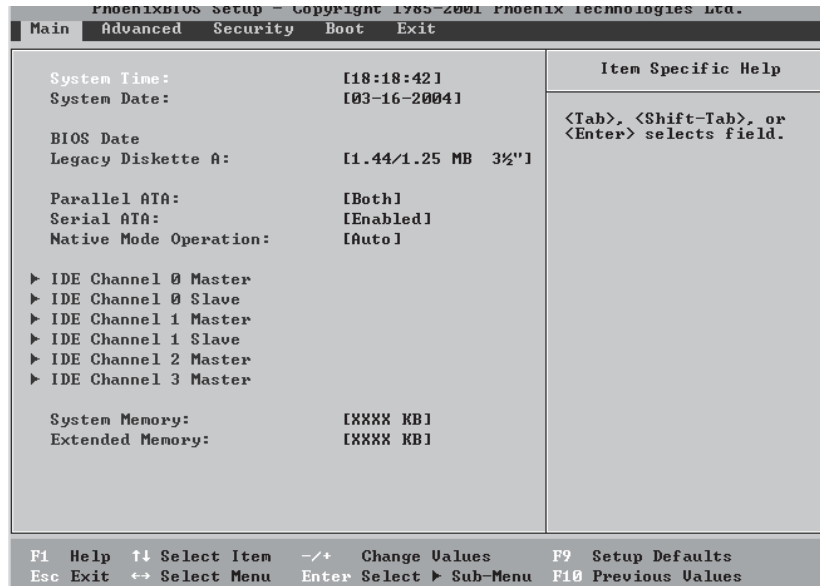 PhoenixBIOS Setup – Copyright 1985-2001 Phoenix Technologies Ltd.
Main Advanced Security Boot Exit
System Time: [18:18:42]
System Date: [03-16-2004]
BIOS Date
Legacy Diskette A: [1.44/1.25 MB 3½"]
Parallel ATA: [Both]
Serial ATA: [Enabled]
Native Mode Operation: [Auto]
▶ IDE Channel 0 Master
▶ IDE Channel 0 Slave
▶ IDE Channel 1 Master
▶ IDE Channel 1 Slave
▶ IDE Channel 2 Master
▶ IDE Channel 3 Master
System Memory: [XXXX KB]
Extended Memory: [XXXX KB]
Item Specific Help
<Tab>, <Shift-Tab>, or
<Enter> selects field.
F1 Help ↑↓ Select Item -/+ Change Values F9 Setup Defaults
Esc Exit ↔ Select Menu Enter Select ▶ Sub-Menu F10 Previous Values